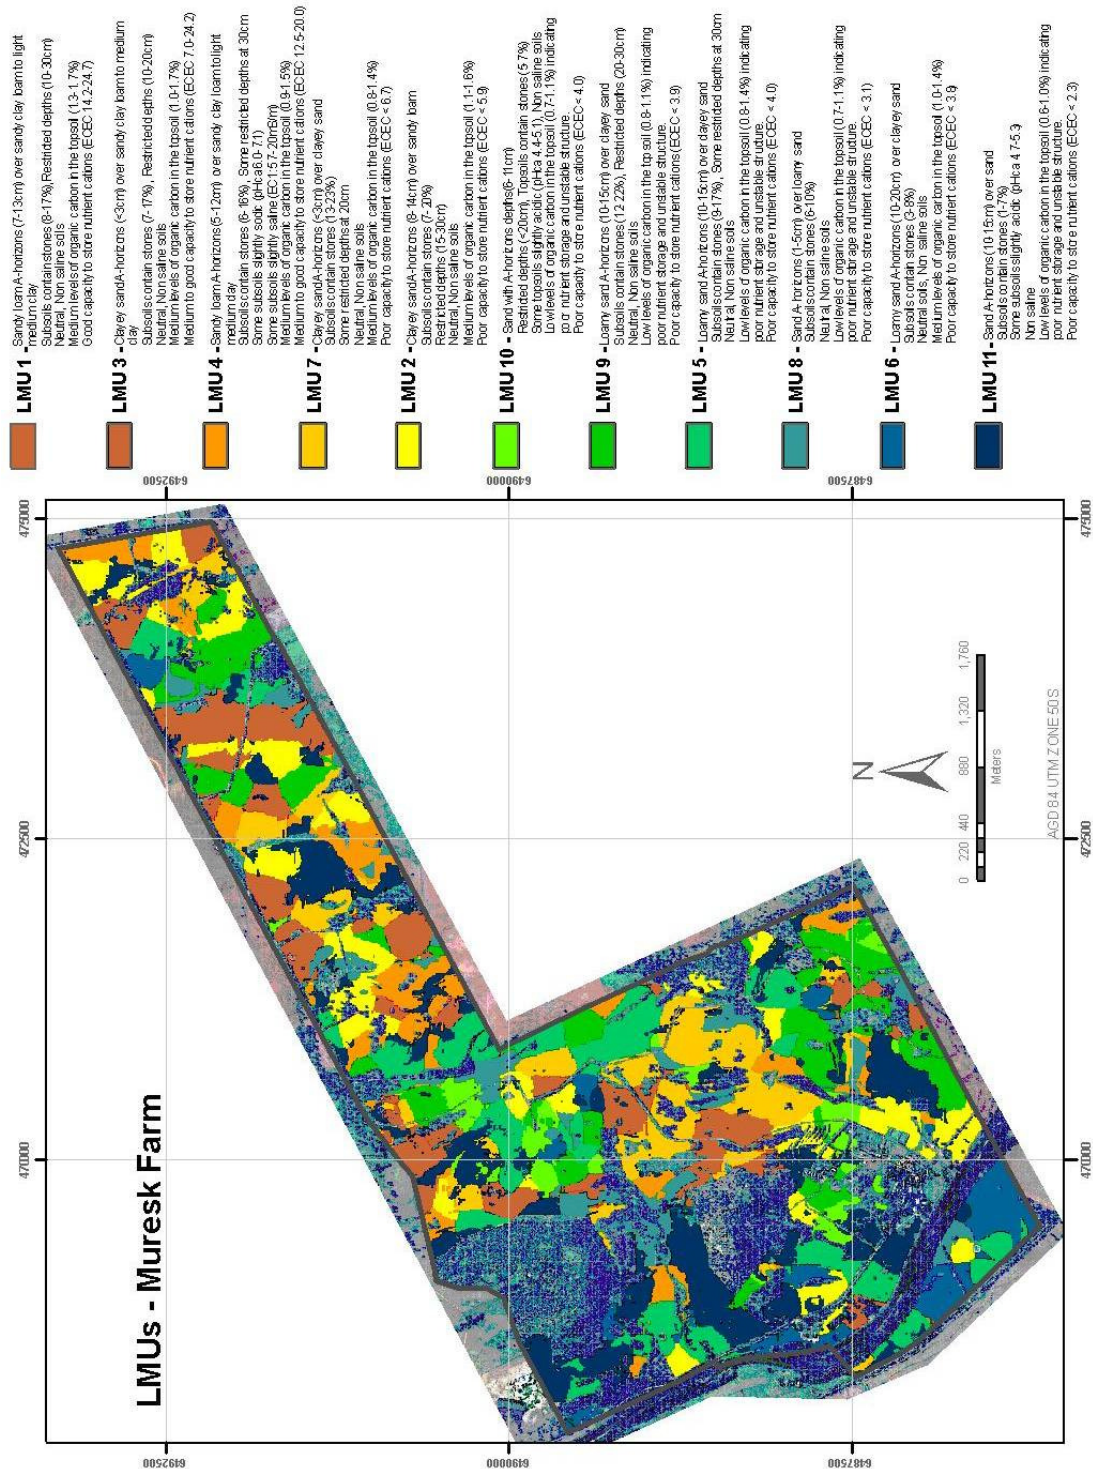 LMUs - Muresk Farm
470000
472500
475000
6492500
6490000
6487500
6492500
6490000
6487500
470000
472500
475000
N
0 220 440 880 1,320 1,760
Meters
AGD 84 UTM ZONE 50S
LMU 1 - Sandy loam A-horizons (7-13cm) over sandy clay loam to light
medium clay
Subsoils contain stones (8-17%), Restricted depths (10-30cm)
Neutral, Non saline soils
Medium levels of organic carbon in the topsoil (1.3-1.7%)
Good capacity to store nutrient cations (ECEC 14.2-24.7)
LMU 3 - Clayey sand A-horizons (<3cm) over sandy clay loam to medium
clay
Subsoils contain stones (7-17%), Restricted depths (10-20cm)
Neutral, Non saline soils
Medium levels of organic carbon in the topsoil (1.0-1.7%)
Medium to good capacity to store nutrient cations (ECEC 7.0-24.2)
LMU 4 - Sandy loam A-horizons (5-12cm) over sandy clay loam to light
medium clay
Subsoils contain stones (6-16%), Some restricted depths at 30cm
Some subsoils slightly sodic (pHca 6.0-7.1)
Some subsoils slightly saline (EC 1:5 7-20mS/m)
Medium levels of organic carbon in the topsoil (0.9-1.5%)
Medium to good capacity to store nutrient cations (ECEC 12.5-20.0)
LMU 7 - Clayey sand A-horizons (<3cm) over clayey sand
Subsoils contain stones (13-23%)
Some restricted depths at 20cm
Neutral, Non saline soils
Medium levels of organic carbon in the topsoil (0.8-1.4%)
Poor capacity to store nutrient cations (ECEC < 6.7)
LMU 2 - Clayey sand A-horizons (8-14cm) over sandy loam
Subsoils contain stones (7-20%)
Restricted depths (15-30cm)
Neutral, Non saline soils
Medium levels of organic carbon in the topsoil (1.1-1.6%)
Poor capacity to store nutrient cations (ECEC < 5.9)
LMU 10 - Sand with A-horizons depths (6-11cm)
Restricted depths (<20cm), Topsoils contain stones (5 7%)
Some topsoils slightly acidic (pHca 4.4-5.1), Non saline soils
Low levels of organic carbon in the topsoil (0.7-1.1%) indicating
poor nutrient storage and unstable structure.
Poor capacity to store nutrient cations (ECEC < 4.0)
LMU 9 - Loamy sand A-horizons (10-15cm) over clayey sand
Subsoils contain stones (12 22%), Restricted depths (20-30cm)
Neutral, Non saline soils
Low levels of organic carbon in the topsoil (0.8-1.1%) indicating
poor nutrient storage and unstable structure.
Poor capacity to store nutrient cations (ECEC < 3.9)
LMU 5 - Loamy sand A-horizons (10-15cm) over clayey sand
Subsoils contain stones (9-17%), Some restricted depths at 30cm
Neutral, Non saline soils
Low levels of organic carbon in the topsoil (0.8-1.4%) indicating
poor nutrient storage and unstable structure.
Poor capacity to store nutrient cations (ECEC < 4.0)
LMU 8 - Sand A-horizons (1-5cm) over loamy sand
Subsoils contain stones (6-10%)
Neutral, Non saline soils
Low levels of organic carbon in the topsoil (0.7-1.1%) indicating
poor nutrient storage and unstable structure.
Poor capacity to store nutrient cations (ECEC < 3.1)
LMU 6 - Loamy sand A-horizons (10-20cm) over clayey sand
Subsoils contain stones (3-8%)
Neutral soils, Non saline soils
Medium levels of organic carbon in the topsoil (1.0-1.4%)
Poor capacity to store nutrient cations (ECEC < 3.8)
LMU 11 - Sand A-horizons (10-15cm) over sand
Subsoils contain stones (1-7%)
Some subsoils slightly acidic (pHca 4.7-5.3)
Non saline
Low levels of organic carbon in the topsoil (0.6-1.0%) indicating
poor nutrient storage and unstable structure.
Poor capacity to store nutrient cations (ECEC < 2.3)